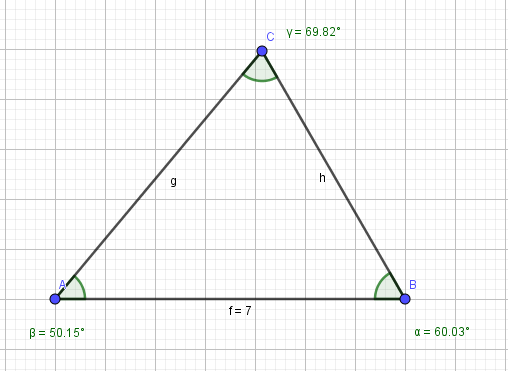 C
γ = 69.82°
g
h
A
B
f = 7
β = 50.15°
α = 60.03°